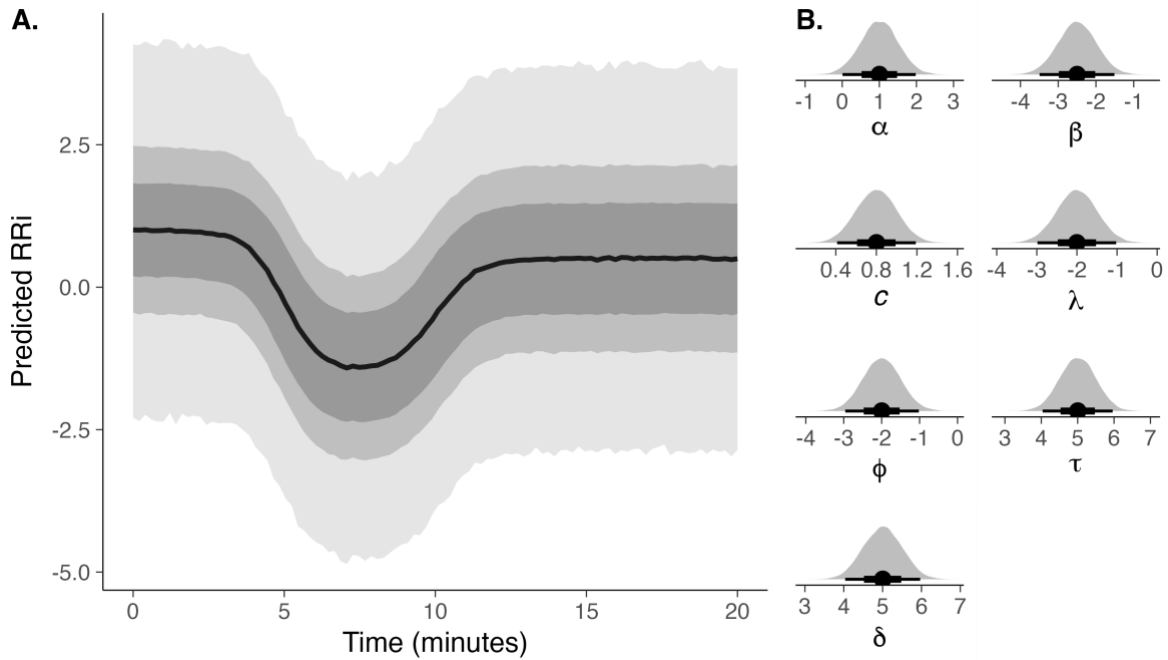 A.
Predicted RRi
2.5
0.0
-2.5
-5.0
0 5 10 15 20
Time (minutes)
B.
-1 0 1 2 3
α
-4 -3 -2 -1
β
0.4 0.8 1.2 1.6
c
-4 -3 -2 -1 0
λ
-4 -3 -2 -1 0
ϕ
3 4 5 6 7
τ
3 4 5 6 7
δ